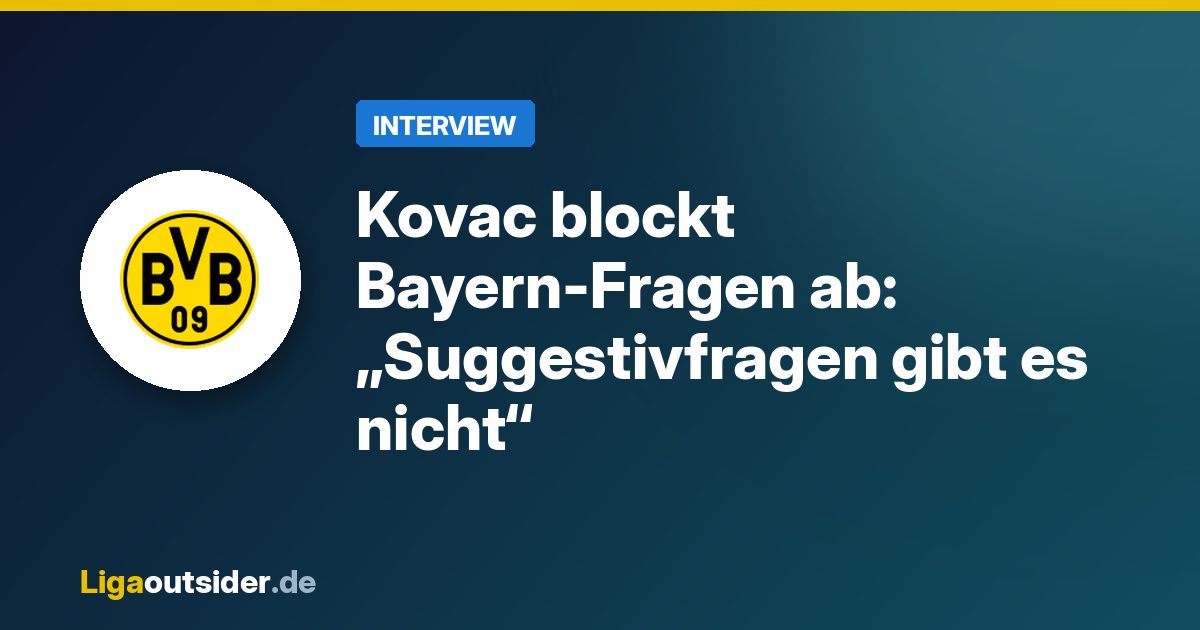 INTERVIEW
Kovac blockt
Bayern-Fragen ab:
„Suggestivfragen gibt es
nicht“
BVB
09
Ligaoutsider.de